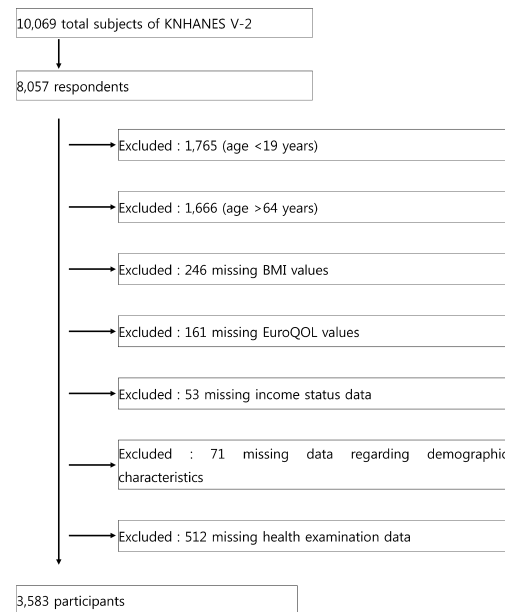 10,069 total subjects of KNHANES V-2
8,057 respondents
Excluded : 1,765 (age <19 years)
Excluded : 1,666 (age >64 years)
Excluded : 246 missing BMI values
Excluded : 161 missing EuroQOL values
Excluded : 53 missing income status data
Excluded : 71 missing data regarding demographic
characteristics
Excluded : 512 missing health examination data
3,583 participants